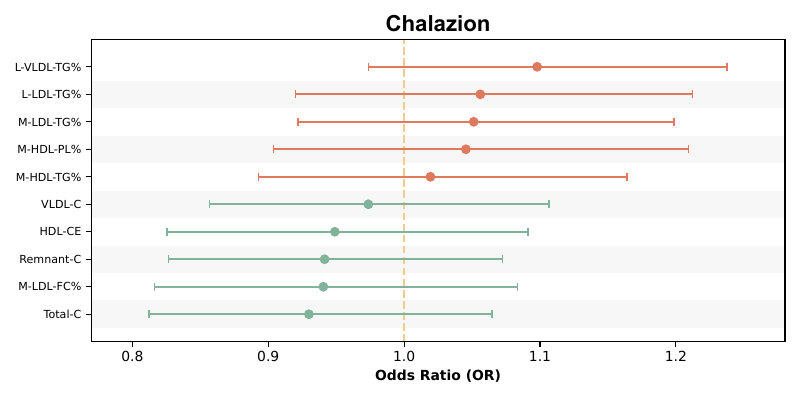 Chalazion
L-VLDL-TG%
L-LDL-TG%
M-LDL-TG%
M-HDL-PL%
M-HDL-TG%
VLDL-C
HDL-CE
Remnant-C
M-LDL-FC%
Total-C
0.8 0.9 1.0 1.1 1.2
Odds Ratio (OR)